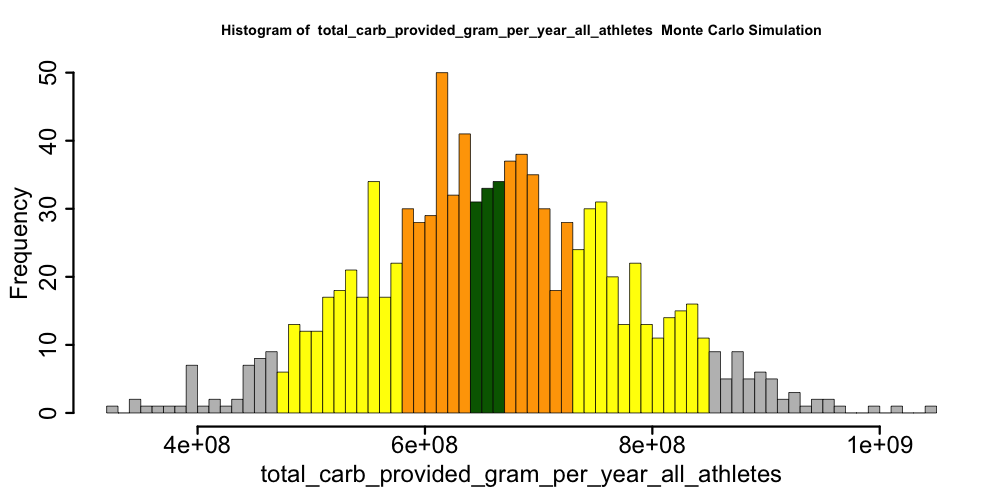 Histogram of  total_carb_provided_gram_per_year_all_athletes  Monte Carlo Simulation
Frequency
50
40
30
20
10
0
4e+08 6e+08 8e+08 1e+09
total_carb_provided_gram_per_year_all_athletes